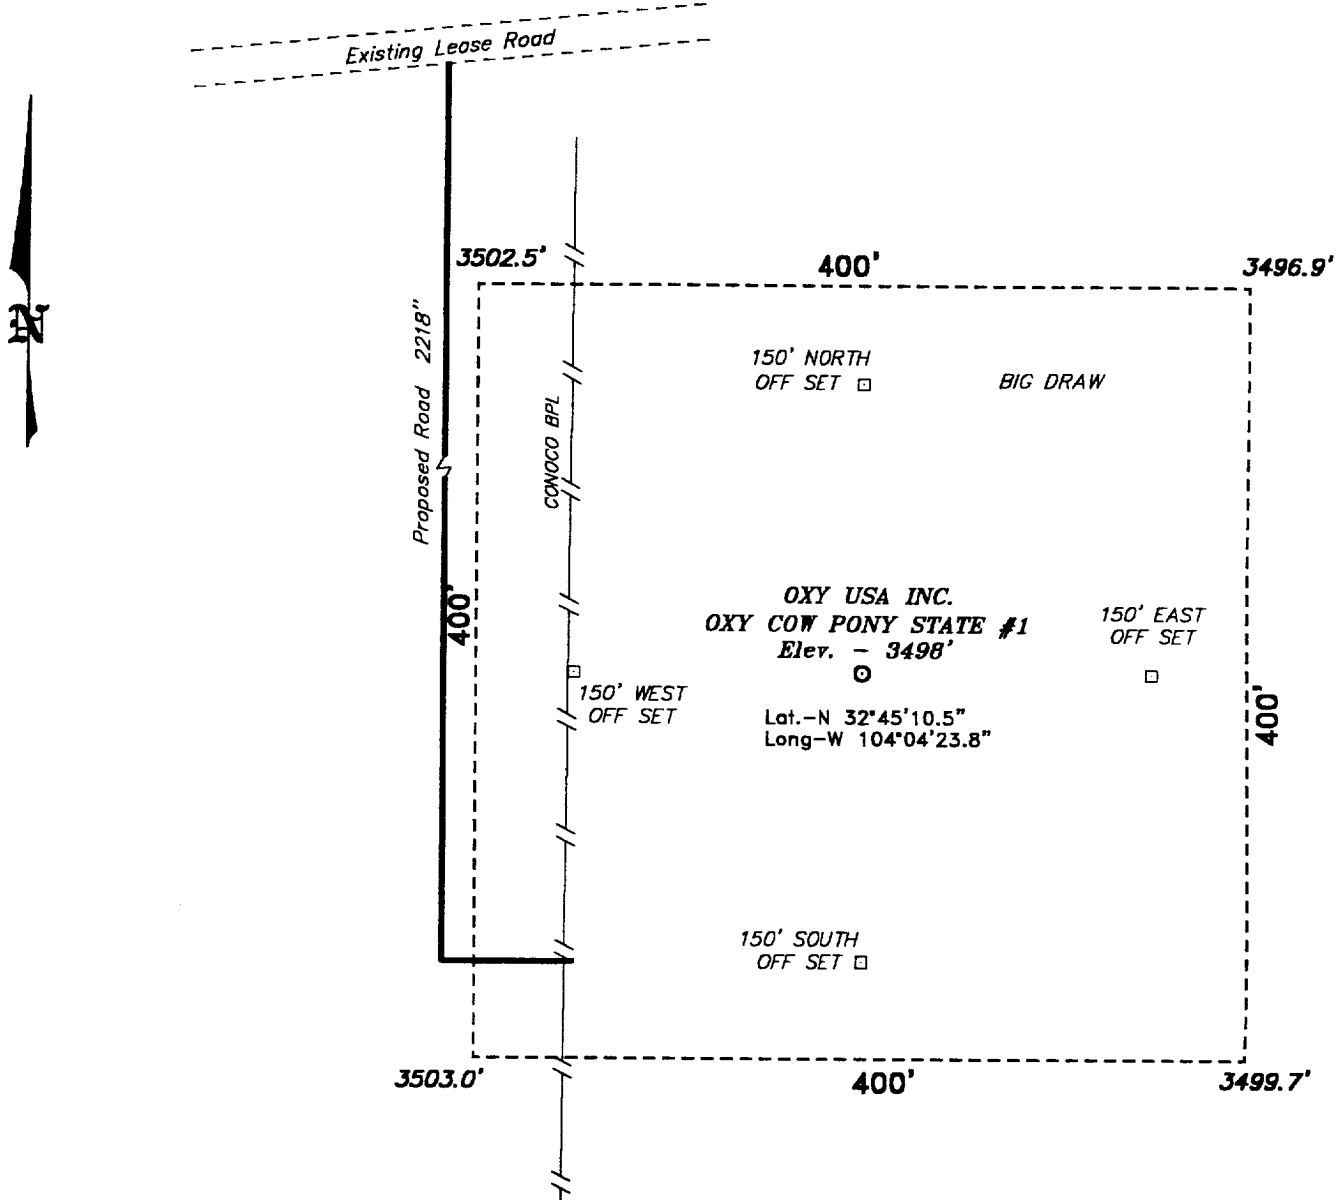 Existing Lease Road
3502.5'
400'
3496.9'
Proposed Road 2218"
CONOCO BPL
150' NORTH
OFF SET
BIG DRAW
400'
OXY USA INC.
OXY COW PONY STATE #1
Elev. - 3498'
150' EAST
OFF SET
150' WEST
OFF SET
Lat.-N 32°45'10.5"
Long-W 104°04'23.8"
400'
150' SOUTH
OFF SET
3503.0'
400'
3499.7'
N